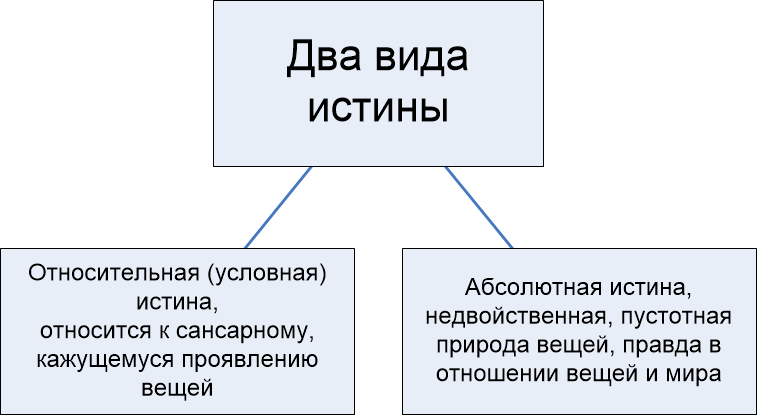 Два вида
истины
Относительная (условная)
истина,
относится к сансарному,
кажущемуся проявлению
вещей
Абсолютная истина,
недвойственная, пустотная
природа вещей, правда в
отношении вещей и мира